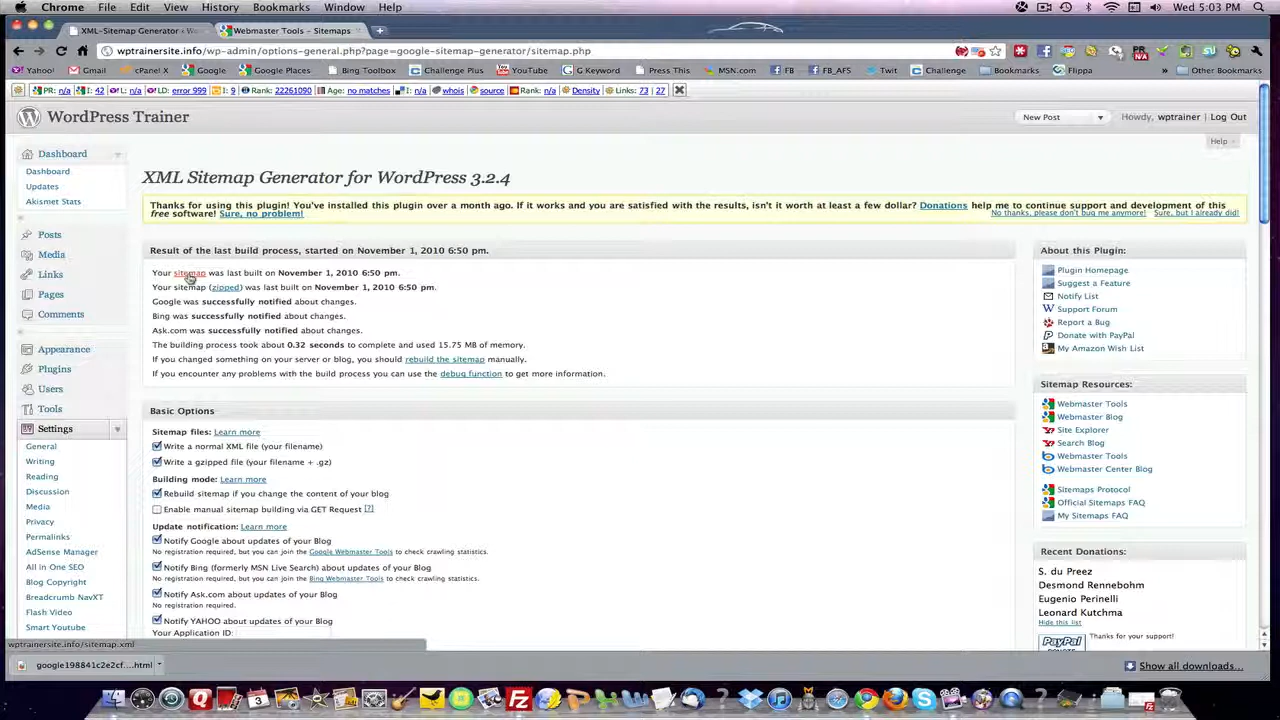 Chrome File Edit View History Bookmarks Window Help Wed 5:03 PM
XML-Sitemap Generator ‹ W Webmaster Tools - Sitemaps
wptrainersite.info/wp-admin/options-general.php?page=google-sitemap-generator/sitemap.php
Yahoo! Gmail cPanel X Google Google Places Bing Toolbox Challenge Plus YouTube G Keyword Press This MSN.com FB FB_AFS Twit Challenge Bookmarks Flippa » Other Bookmarks
PR: n/a I: 42 L: n/a LD: error 999 I: 9 Rank: 22261090 Age: no matches I: n/a whois source Rank: n/a Density Links: 73 | 27
WordPress Trainer New Post Howdy, wptrainer | Log Out
Help
Dashboard
Dashboard
Updates
Akismet Stats
Posts
Media
Links
Pages
Comments
Appearance
Plugins
Users
Tools
Settings
General
Writing
Reading
Discussion
Media
Privacy
Permalinks
AdSense Manager
All in One SEO
Blog Copyright
Breadcrumb NavXT
Flash Video
Smart Youtube
XML Sitemap Generator for WordPress 3.2.4
Thanks for using this plugin! You've installed this plugin over a month ago. If it works and you are satisfied with the results, isn't it worth at least a few dollar? Donations help me to continue support and development of this
free software! Sure, no problem! No thanks, please don't bug me anymore! Sure, but I already did!
Result of the last build process, started on November 1, 2010 6:50 pm.
Your sitemap was last built on November 1, 2010 6:50 pm.
Your sitemap (zipped) was last built on November 1, 2010 6:50 pm.
Google was successfully notified about changes.
Bing was successfully notified about changes.
Ask.com was successfully notified about changes.
The building process took about 0.32 seconds to complete and used 15.75 MB of memory.
If you changed something on your server or blog, you should rebuild the sitemap manually.
If you encounter any problems with the build process you can use the debug function to get more information.
Basic Options
Sitemap files: Learn more
Write a normal XML file (your filename)
Write a gzipped file (your filename + .gz)
Building mode: Learn more
Rebuild sitemap if you change the content of your blog
Enable manual sitemap building via GET Request [?]
Update notification: Learn more
Notify Google about updates of your Blog
No registration required, but you can join the Google Webmaster Tools to check crawling statistics.
Notify Bing (formerly MSN Live Search) about updates of your Blog
No registration required, but you can join the Bing Webmaster Tools to check crawling statistics.
Notify Ask.com about updates of your Blog
No registration required.
Notify YAHOO about updates of your Blog
Your Application ID:
About this Plugin:
Plugin Homepage
Suggest a Feature
Notify List
Support Forum
Report a Bug
Donate with PayPal
My Amazon Wish List
Sitemap Resources:
Webmaster Tools
Webmaster Blog
Site Explorer
Search Blog
Webmaster Tools
Webmaster Center Blog
Sitemaps Protocol
Official Sitemaps FAQ
My Sitemaps FAQ
Recent Donations:
S. du Preez
Desmond Rennebohm
Eugenio Perinelli
Leonard Kutchma
Hide this list
PayPal Thanks for your support!
wptrainersite.info/sitemap.xml
google198841c2e2cf....html Show all downloads...